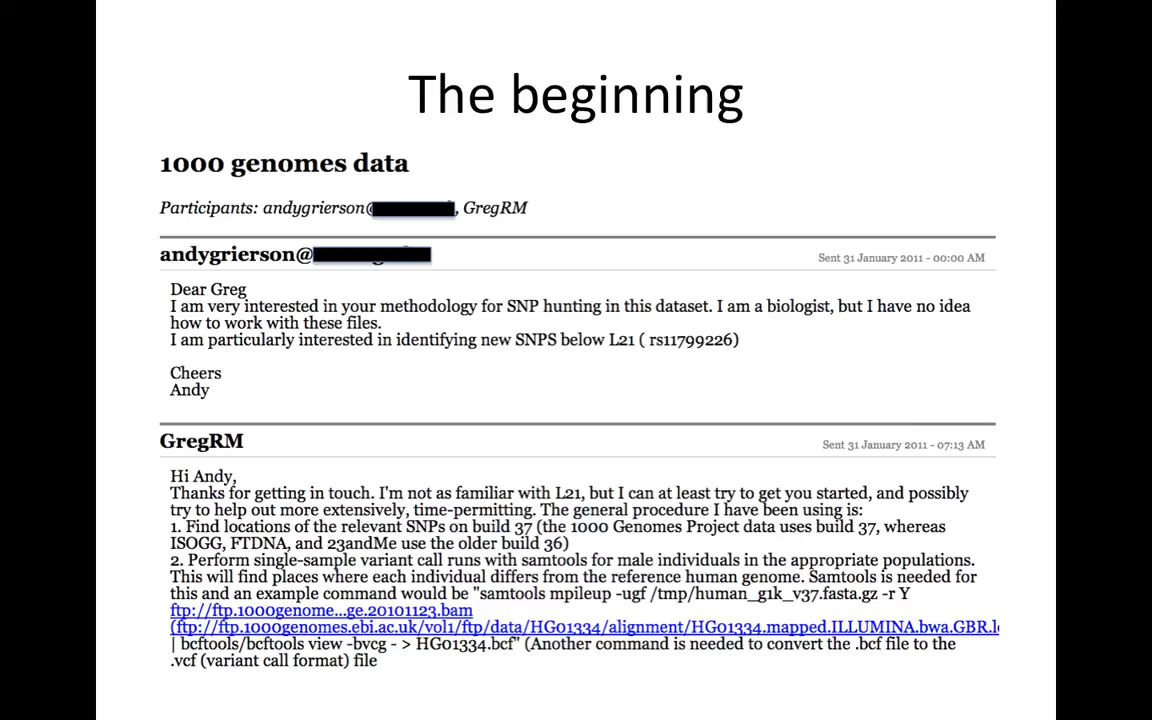 The beginning
1000 genomes data
Participants: andygrierson@, GregRM
andygrierson@
Sent 31 January 2011 - 00:00 AM
Dear Greg
I am very interested in your methodology for SNP hunting in this dataset. I am a biologist, but I have no idea
how to work with these files.
I am particularly interested in identifying new SNPS below L21 ( rs11799226)
Cheers
Andy
GregRM
Sent 31 January 2011 - 07:13 AM
Hi Andy,
Thanks for getting in touch. I'm not as familiar with L21, but I can at least try to get you started, and possibly
try to help out more extensively, time-permitting. The general procedure I have been using is:
1. Find locations of the relevant SNPs on build 37 (the 1000 Genomes Project data uses build 37, whereas
ISOGG, FTDNA, and 23andMe use the older build 36)
2. Perform single-sample variant call runs with samtools for male individuals in the appropriate populations.
This will find places where each individual differs from the reference human genome. Samtools is needed for
this and an example command would be "samtools mpileup -ugf /tmp/human_g1k_v37.fasta.gz -r Y
ftp://ftp.1000genome...ge.20101123.bam
(ftp://ftp.1000genomes.ebi.ac.uk/vol1/ftp/data/HG01334/alignment/HG01334.mapped.ILLUMINA.bwa.GBR.l
| bcftools/bcftools view -bvcg - > HG01334.bcf" (Another command is needed to convert the .bcf file to the
.vcf (variant call format) file